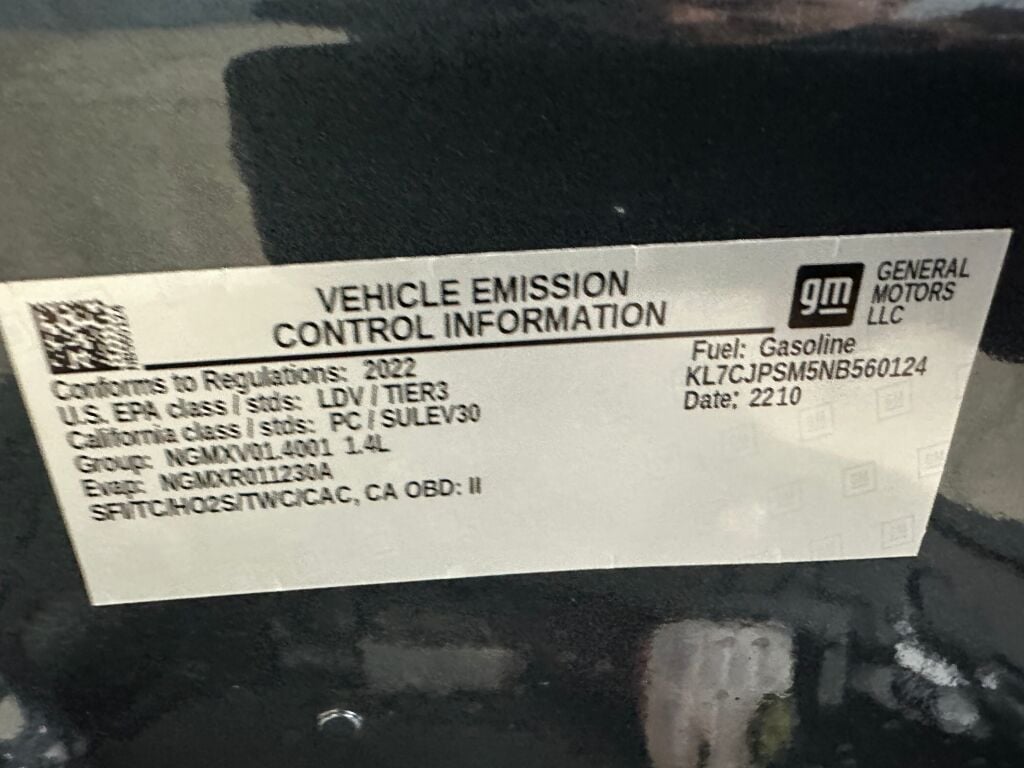 VEHICLE EMISSION
CONTROL INFORMATION
gm
GENERAL
MOTORS
LLC
Conforms to Regulations: 2022
U.S. EPA class / stds: LDV / TIER3
California class / stds: PC / SULEV30
Group: NGMXV01.4001 1.4L
Evap: NGMXR011230A
SFI/TC/HO2S/TWC/CAC, CA OBD: II
Fuel: Gasoline
KL7CJPSM5NB560124
Date: 2210